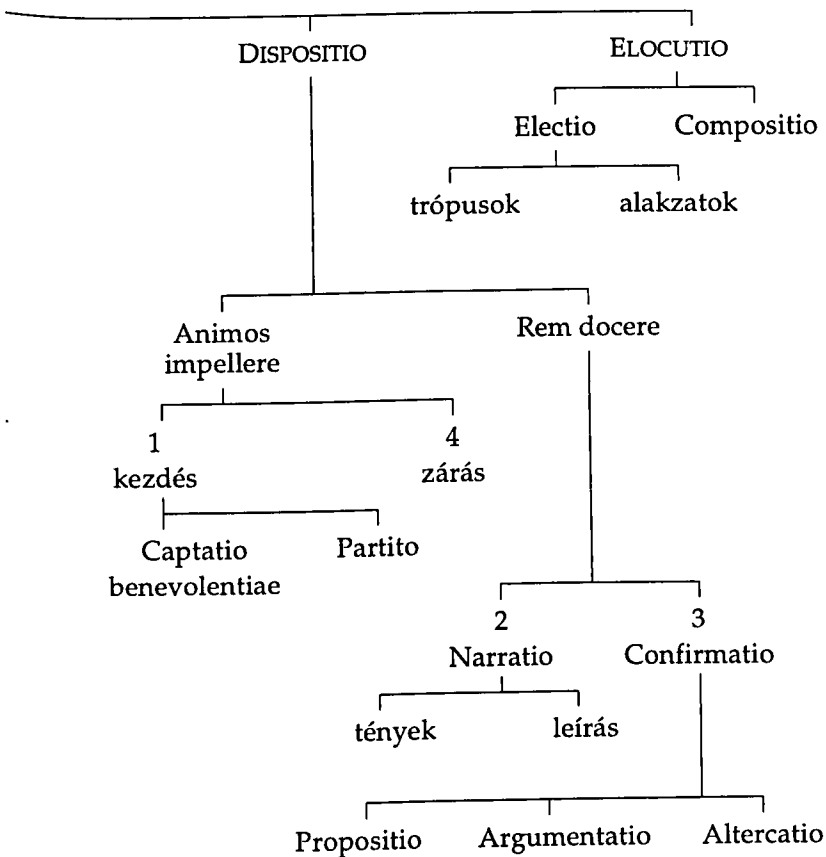 DISPOSITIO
ELOCUTIO
Electio
Compositio
trópusok
alakzatok
Animos
impellere
Rem docere
1
kezdés
4
zárás
Captatio
benevolentiae
Partito
2
Narratio
3
Confirmatio
tények
leírás
Propositio
Argumentatio
Altercatio